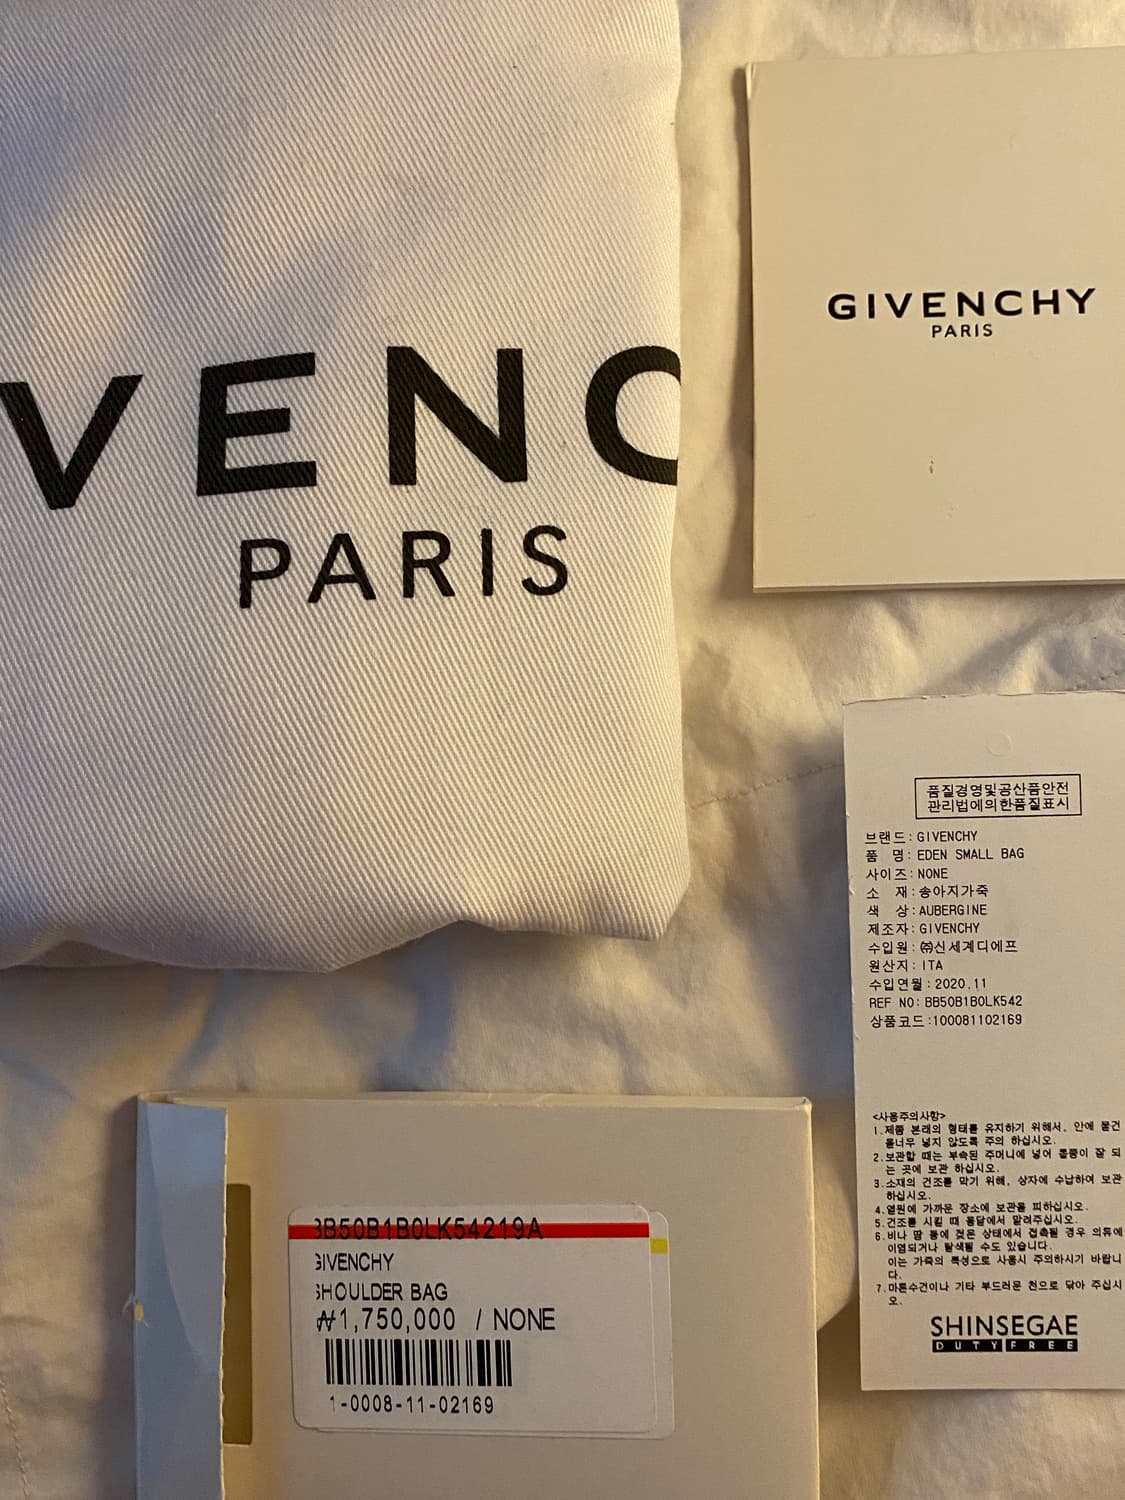 VENC
PARIS
GIVENCHY
PARIS
품질경영및공산품안전
관리법에의한품질표시
브랜드:GIVENCHY
품 명:EDEN SMALL BAG
사이즈:NONE
소 재:송아지가죽
색 상:AUBERGINE
제조자:GIVENCHY
수입원:㈜신세계디에프
원산지:ITA
수입연월:2020.11
REF NO:BB50B1B0LK542
상품코드:100081102169
<사용주의사항>
1.제품 본래의 형태를 유지하기 위해서, 안에 물건
을너무 넣지 않도록 주의 하십시오.
2.보관할 때는 부속된 주머니에 넣어 통풍이 잘 되
는 곳에 보관 하십시오.
3.소재의 건조를 막기 위해, 상자에 수납하여 보관
하십시오.
4.열원에 가까운 장소에 보관을 피하십시오.
5.건조를 시킬 때 응달에서 말려주십시오.
6.비나 땀 등에 젖은 상태에서 접촉될 경우 의류에
이염되거나 탈색될 수도 있습니다.
이는 가죽의 특성으로 사용시 주의하시기 바랍니
다.
7.마른수건이나 기타 부드러운 천으로 닦아 주십시
오.
SHINSEGAE
DUTY FREE
BB50B1B0LK54219A
GIVENCHY
SHOULDER BAG
₩1,750,000 / NONE
1-0008-11-02169